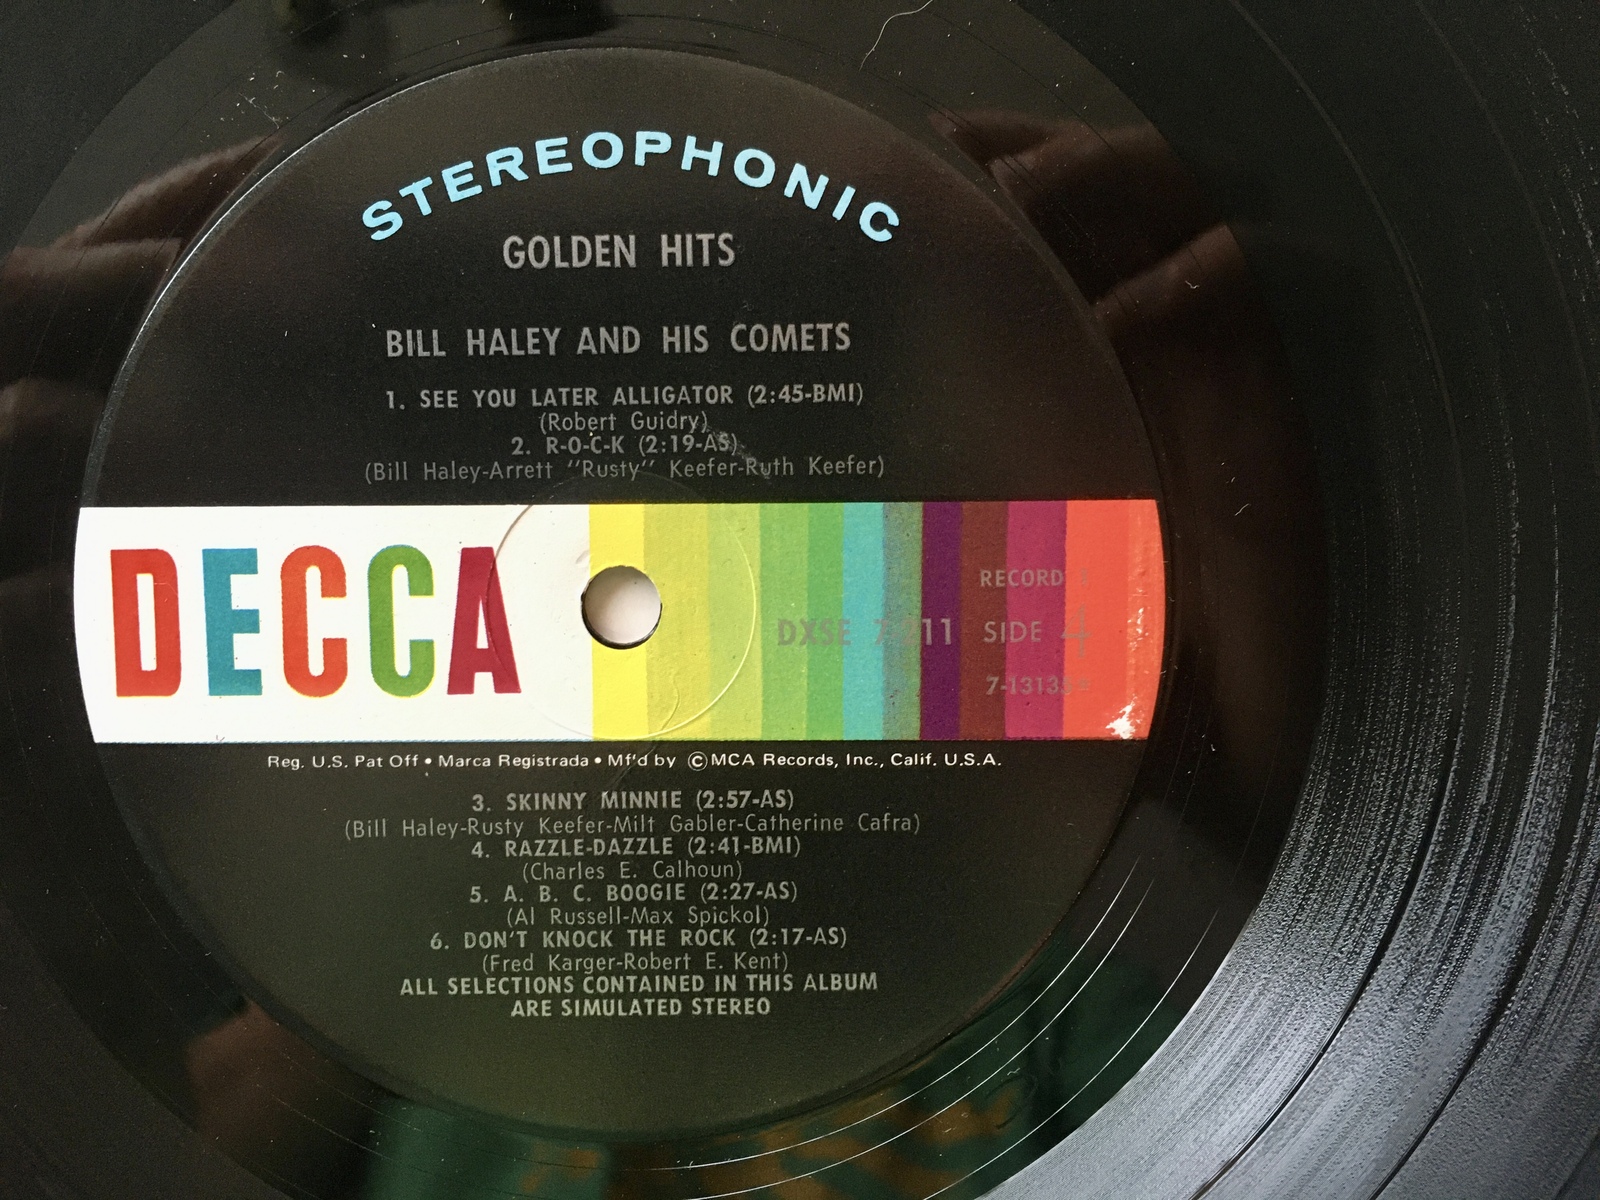 STEREOPHONIC
GOLDEN HITS
BILL HALEY AND HIS COMETS
1. SEE YOU LATER ALLIGATOR (2:45-BMI)
(Robert Guidry)
2. R-O-C-K (2:19-AS)
(Bill Haley-Arrett "Rusty" Keefer-Ruth Keefer)
DECCA
RECORD
DXSE
SIDE 4
Reg. U.S. Pat Off • Marca Registrada • Mf'd by ©MCA Records, Inc., Calif. U.S.A.
3. SKINNY MINNIE (2:57-AS)
(Bill Haley-Rusty Keefer-Milt Gabler-Catherine Cafra)
4. RAZZLE-DAZZLE (2:41-BMI)
(Charles E. Calhoun)
5. A. B. C. BOOGIE (2:27-AS)
(Al Russell-Max Spickol)
6. DON'T KNOCK THE ROCK (2:17-AS)
(Fred Karger-Robert E. Kent)
ALL SELECTIONS CONTAINED IN THIS ALBUM
ARE SIMULATED STEREO